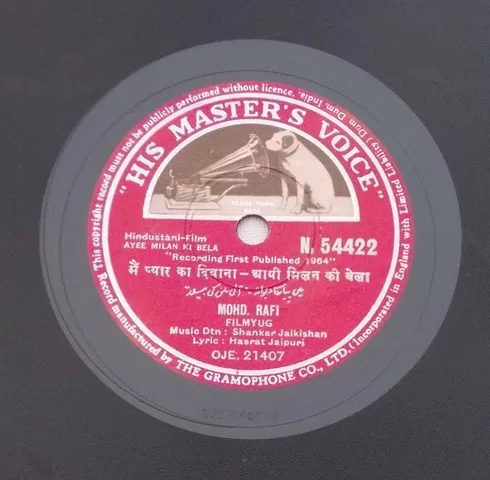 This copyright record must not be publicly performed without licence.
Record manufactured by THE GRAMOPHONE CO., LTD. (Incorporated in England with Limited Liability) Dum Dum, India.
"HIS MASTER'S VOICE"
TRADE MARK
Hindustani-Film
AYEE MILAN KI BELA
N. 54422
"Recording First Published 1964"
मैं प्यार का दिवाना – आयी मिलन की बेला
MOHD. RAFI
FILMYUG
Music Dtn : Shankar Jaikishan
Lyric : Hasrat Jaipuri
OJE. 21407